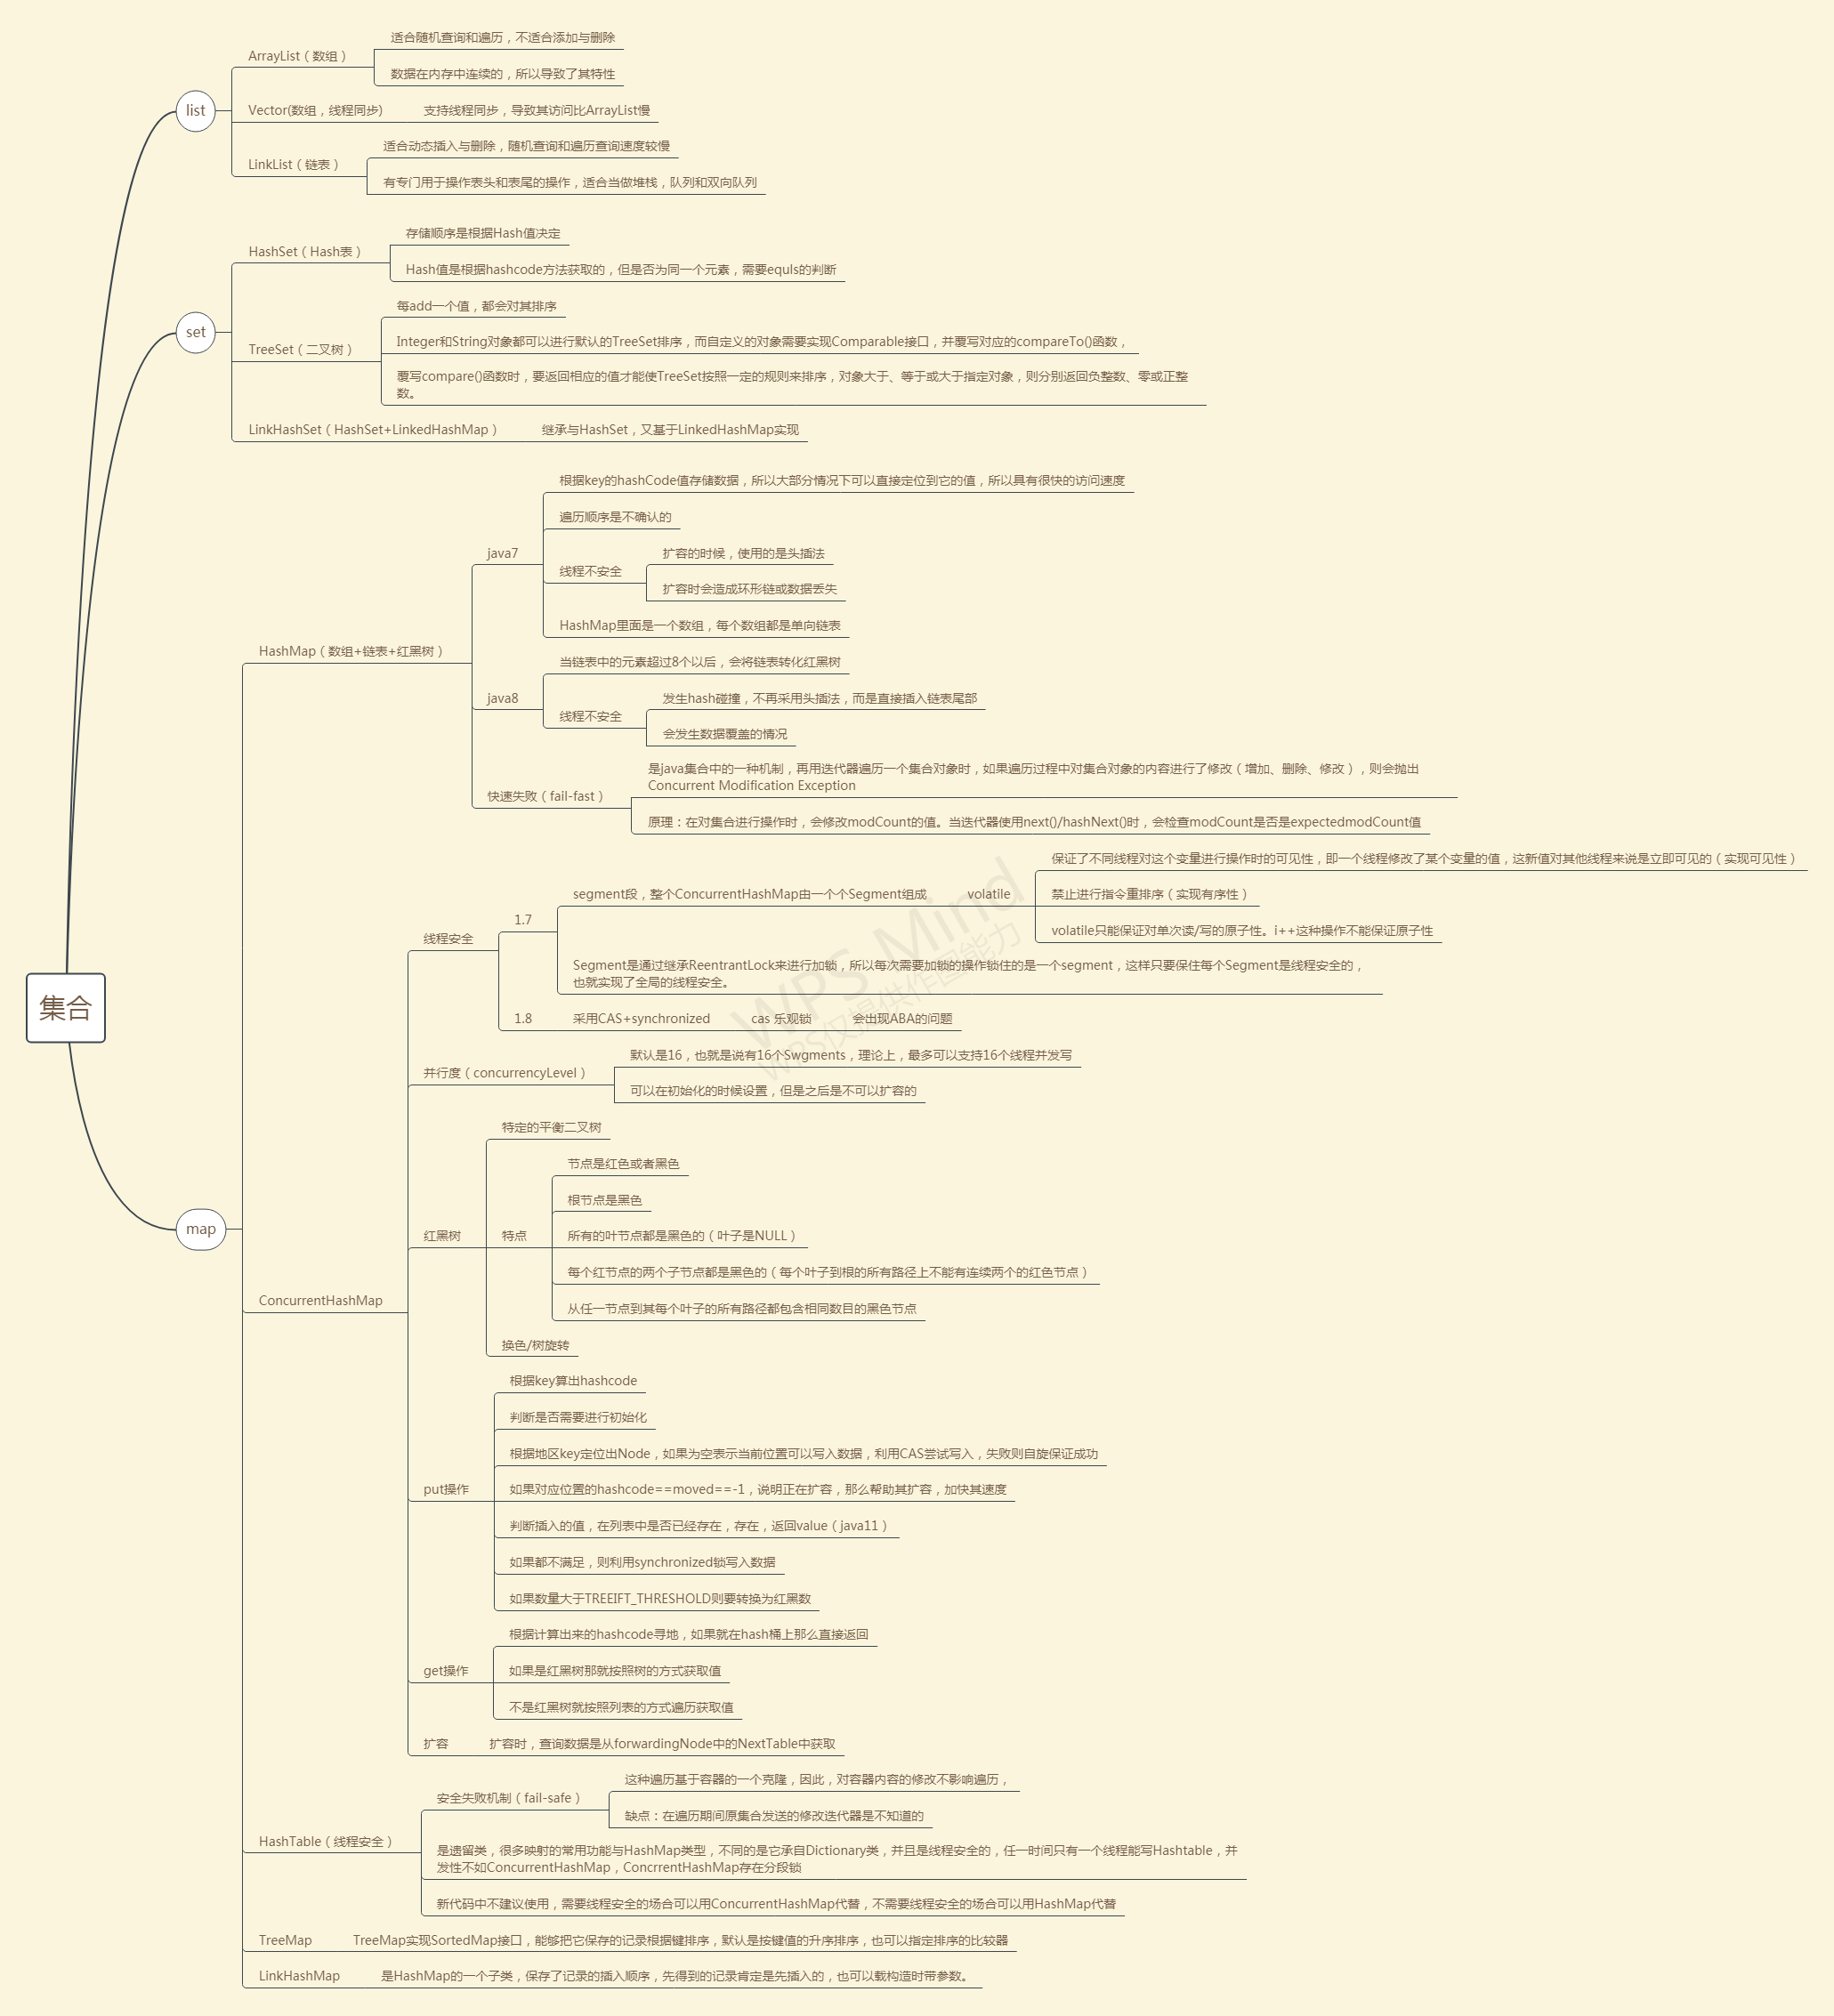 集合
list
ArrayList（数组）
适合随机查询和遍历，不适合添加与删除
数据在内存中连续的，所以导致了其特性
Vector(数组，线程同步)
支持线程同步，导致其访问比ArrayList慢
LinkList（链表）
适合动态插入与删除，随机查询和遍历查询速度较慢
有专门用于操作表头和表尾的操作，适合当做堆栈，队列和双向队列
set
HashSet（Hash表）
存储顺序是根据Hash值决定
Hash值是根据hashcode方法获取的，但是否为同一个元素，需要equls的判断
TreeSet（二叉树）
每add一个值，都会对其排序
Integer和String对象都可以进行默认的TreeSet排序，而自定义的对象需要实现Comparable接口，并覆写对应的compareTo()函数，
覆写compare()函数时，要返回相应的值才能使TreeSet按照一定的规则来排序，对象大于、等于或大于指定对象，则分别返回负整数、零或正整
数。
LinkHashSet（HashSet+LinkedHashMap）
继承与HashSet，又基于LinkedHashMap实现
map
HashMap（数组+链表+红黑树）
java7
根据key的hashCode值存储数据，所以大部分情况下可以直接定位到它的值，所以具有很快的访问速度
遍历顺序是不确认的
线程不安全
扩容的时候，使用的是头插法
扩容时会造成环形链或数据丢失
HashMap里面是一个数组，每个数组都是单向链表
java8
当链表中的元素超过8个以后，会将链表转化红黑树
线程不安全
发生hash碰撞，不再采用头插法，而是直接插入链表尾部
会发生数据覆盖的情况
快速失败（fail-fast）
是java集合中的一种机制，再用迭代器遍历一个集合对象时，如果遍历过程中对集合对象的内容进行了修改（增加、删除、修改），则会抛出
Concurrent Modification Exception
原理：在对集合进行操作时，会修改modCount的值。当迭代器使用next()/hashNext()时，会检查modCount是否是expectedmodCount值
ConcurrentHashMap
线程安全
1.7
segment段，整个ConcurrentHashMap由一个个Segment组成
volatile
保证了不同线程对这个变量进行操作时的可见性，即一个线程修改了某个变量的值，这新值对其他线程来说是立即可见的（实现可见性）
禁止进行指令重排序（实现有序性）
volatile只能保证对单次读/写的原子性。i++这种操作不能保证原子性
Segment是通过继承ReentrantLock来进行加锁，所以每次需要加锁的操作锁住的是一个segment，这样只要保住每个Segment是线程安全的，
也就实现了全局的线程安全。
1.8
采用CAS+synchronized
cas 乐观锁
会出现ABA的问题
并行度（concurrencyLevel）
默认是16，也就是说有16个Swgments，理论上，最多可以支持16个线程并发写
可以在初始化的时候设置，但是之后是不可以扩容的
红黑树
特定的平衡二叉树
特点
节点是红色或者黑色
根节点是黑色
所有的叶节点都是黑色的（叶子是NULL）
每个红节点的两个子节点都是黑色的（每个叶子到根的所有路径上不能有连续两个的红色节点）
从任一节点到其每个叶子的所有路径都包含相同数目的黑色节点
换色/树旋转
put操作
根据key算出hashcode
判断是否需要进行初始化
根据地区key定位出Node，如果为空表示当前位置可以写入数据，利用CAS尝试写入，失败则自旋保证成功
如果对应位置的hashcode==moved==-1，说明正在扩容，那么帮助其扩容，加快其速度
判断插入的值，在列表中是否已经存在，存在，返回value（java11）
如果都不满足，则利用synchronized锁写入数据
如果数量大于TREEIFT_THRESHOLD则要转换为红黑数
get操作
根据计算出来的hashcode寻地，如果就在hash桶上那么直接返回
如果是红黑树那就按照树的方式获取值
不是红黑树就按照列表的方式遍历获取值
扩容
扩容时，查询数据是从forwardingNode中的NextTable中获取
HashTable（线程安全）
安全失败机制（fail-safe）
这种遍历基于容器的一个克隆，因此，对容器内容的修改不影响遍历，
缺点：在遍历期间原集合发送的修改迭代器是不知道的
是遗留类，很多映射的常用功能与HashMap类型，不同的是它承自Dictionary类，并且是线程安全的，任一时间只有一个线程能写Hashtable，并
发性不如ConcurrentHashMap，ConcrrentHashMap存在分段锁
新代码中不建议使用，需要线程安全的场合可以用ConcurrentHashMap代替，不需要线程安全的场合可以用HashMap代替
TreeMap
TreeMap实现SortedMap接口，能够把它保存的记录根据键排序，默认是按键值的升序排序，也可以指定排序的比较器
LinkHashMap
是HashMap的一个子类，保存了记录的插入顺序，先得到的记录肯定是先插入的，也可以载构造时带参数。
WPS Mind
WPS仅提供作图能力